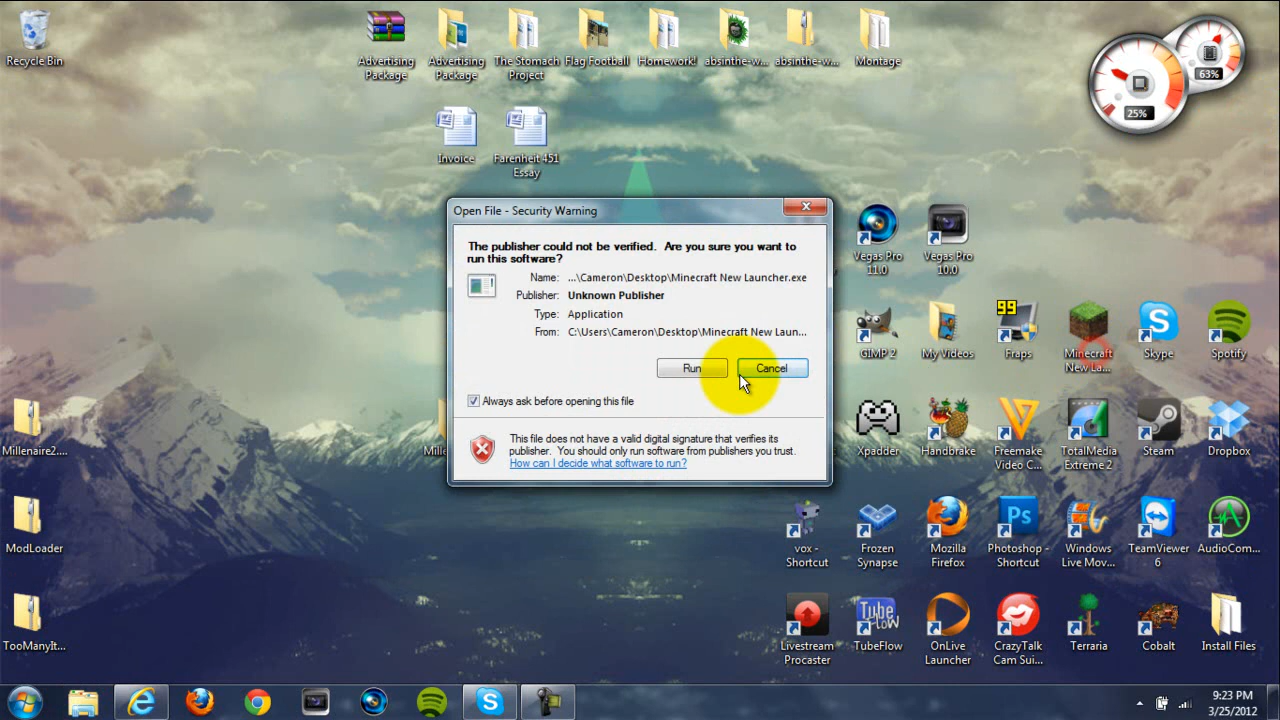 Recycle Bin
Advertising
Package
Advertising
Package
The Stomach
Project
Flag Football
Homework!
absinthe-w...
absinthe-w...
Montage
63%
25%
Invoice
Farenheit 451
Essay
Open File - Security Warning
The publisher could not be verified. Are you sure you want to
run this software?
Name: ...\Cameron\Desktop\Minecraft New Launcher.exe
Publisher: Unknown Publisher
Type: Application
From: C:\Users\Cameron\Desktop\Minecraft New Laun...
Run
Cancel
Always ask before opening this file
This file does not have a valid digital signature that verifies its
publisher. You should only run software from publishers you trust.
How can I decide what software to run?
Vegas Pro
11.0
Vegas Pro
10.0
99
GIMP 2
My Videos
Fraps
Minecraft
New La...
Skype
Spotify
Millenaire2....
Mille
Xpadder
Handbrake
Freemake
Video C...
TotalMedia
Extreme 2
Steam
Dropbox
ModLoader
vox -
Shortcut
Frozen
Synapse
Mozilla
Firefox
Ps
Photoshop -
Shortcut
Windows
Live Mov...
TeamViewer
6
AudioCom...
TooManyIt...
Livestream
Procaster
Tube
Flow
TubeFlow
OnLive
Launcher
CrazyTalk
Cam Sui...
Terraria
Cobalt
Install Files
9:23 PM
3/25/2012